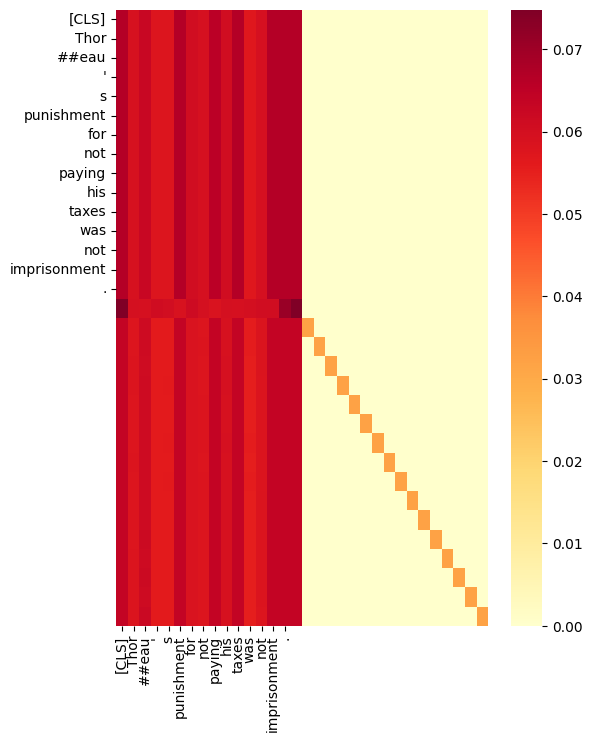 [CLS]
Thor
##eau
'
s
punishment
for
not
paying
his
taxes
was
not
imprisonment
.
0.07
0.06
0.05
0.04
0.03
0.02
0.01
0.00
[CLS]
Thor
##eau
'
s
punishment
for
not
paying
his
taxes
was
not
imprisonment
.